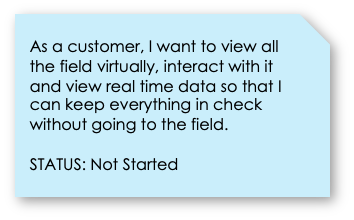 As a customer, I want to view all
the field virtually, interact with it
and view real time data so that I
can keep everything in check
without going to the field.
STATUS: Not Started